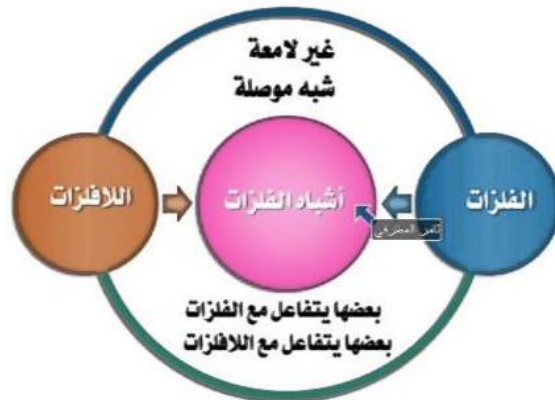 غير لامعة
شبه موصلة
الفلزات
أشباه الفلزات
اللافلزات
بعضها يتفاعل مع الفلزات
بعضها يتفاعل مع اللافلزات